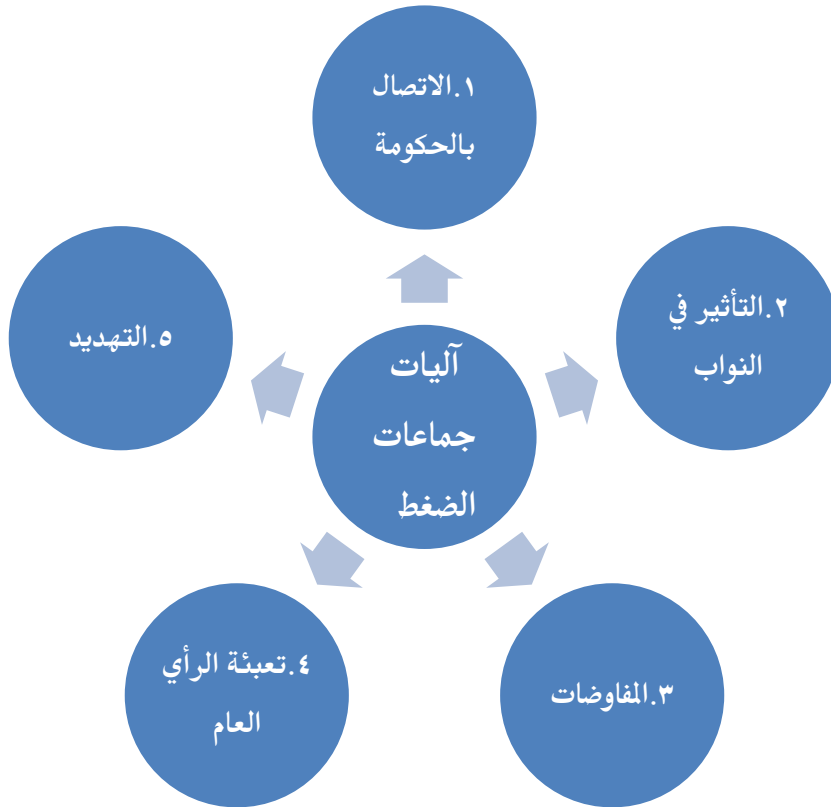 آليات
جماعات
الضغط
١.الاتصال
بالحكومة
٢.التأثير في
النواب
٣.المفاوضات
٤.تعبئة الرأي
العام
٥.التهديد